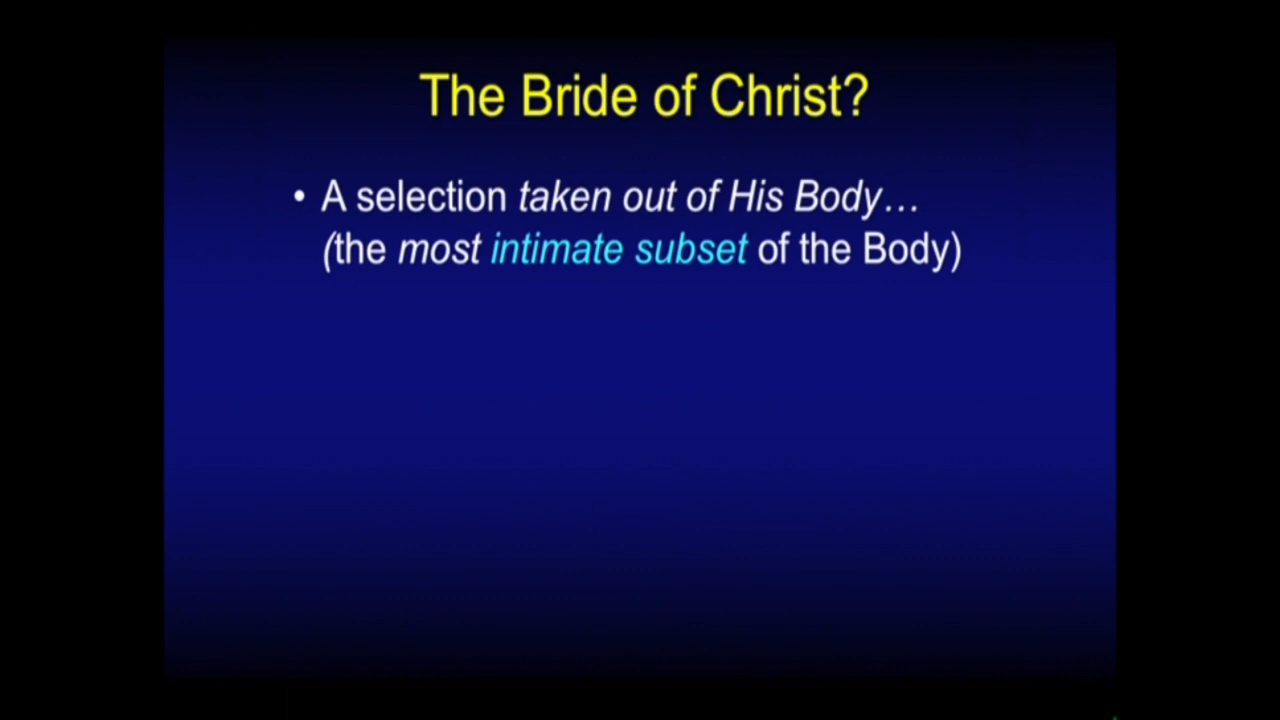 The Bride of Christ?
• A selection taken out of His Body…
(the most intimate subset of the Body)